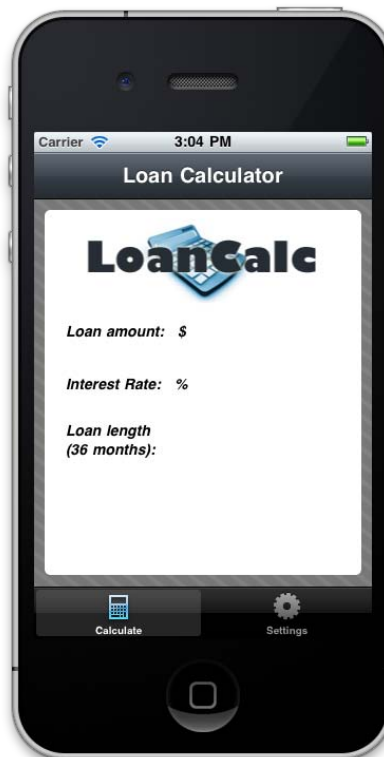 Carrier 3:04 PM
Loan Calculator
LoanCalc
Loan amount: $
Interest Rate: %
Loan length
(36 months):
Calculate Settings